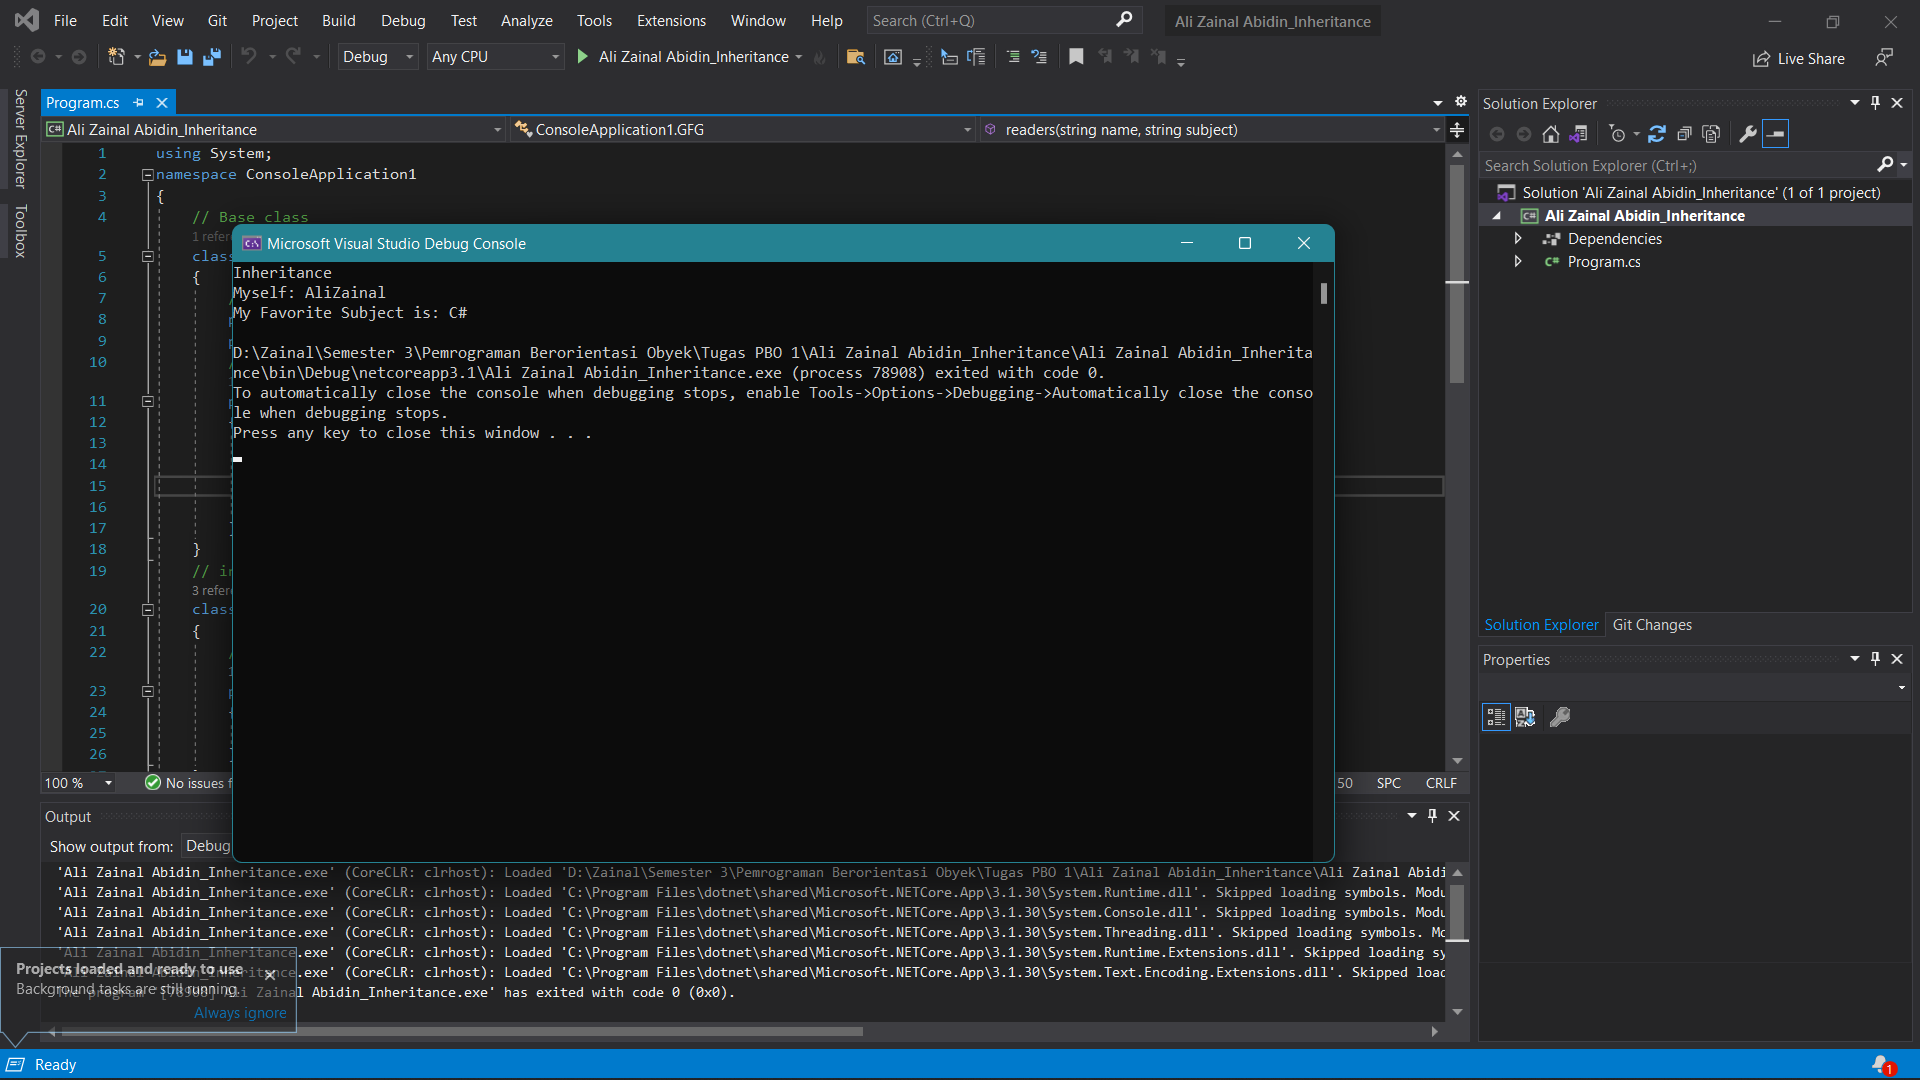 File Edit View Git Project Build Debug Test Analyze Tools Extensions Window Help Search (Ctrl+Q) Ali Zainal Abidin_Inheritance
Debug Any CPU Ali Zainal Abidin_Inheritance Live Share
Server Explorer
Toolbox
Program.cs
Ali Zainal Abidin_Inheritance ConsoleApplication1.GFG readers(string name, string subject)
1 using System;
2 namespace ConsoleApplication1
3 {
4 // Base class
1 refer
5 class
6 {
7
8
9
10
11
12
13
14
15
16
17
18 }
19 // in
3 refere
20 class
21 {
22
23
24
25
26
100 % No issues f
50 SPC CRLF
Microsoft Visual Studio Debug Console
Inheritance
Myself: AliZainal
My Favorite Subject is: C#
D:\Zainal\Semester 3\Pemrograman Berorientasi Obyek\Tugas PBO 1\Ali Zainal Abidin_Inheritance\Ali Zainal Abidin_Inherita
nce\bin\Debug\netcoreapp3.1\Ali Zainal Abidin_Inheritance.exe (process 78908) exited with code 0.
To automatically close the console when debugging stops, enable Tools->Options->Debugging->Automatically close the conso
le when debugging stops.
Press any key to close this window . . .
Output
Show output from: Debug
'Ali Zainal Abidin_Inheritance.exe' (CoreCLR: clrhost): Loaded 'D:\Zainal\Semester 3\Pemrograman Berorientasi Obyek\Tugas PBO 1\Ali Zainal Abidin_Inheritance\Ali Zainal Abidi
'Ali Zainal Abidin_Inheritance.exe' (CoreCLR: clrhost): Loaded 'C:\Program Files\dotnet\shared\Microsoft.NETCore.App\3.1.30\System.Runtime.dll'. Skipped loading symbols. Modu
'Ali Zainal Abidin_Inheritance.exe' (CoreCLR: clrhost): Loaded 'C:\Program Files\dotnet\shared\Microsoft.NETCore.App\3.1.30\System.Console.dll'. Skipped loading symbols. Modu
'Ali Zainal Abidin_Inheritance.exe' (CoreCLR: clrhost): Loaded 'C:\Program Files\dotnet\shared\Microsoft.NETCore.App\3.1.30\System.Threading.dll'. Skipped loading symbols. Mo
'Ali Zainal Abidin_Inheritance.exe' (CoreCLR: clrhost): Loaded 'C:\Program Files\dotnet\shared\Microsoft.NETCore.App\3.1.30\System.Runtime.Extensions.dll'. Skipped loading sy
'Ali Zainal Abidin_Inheritance.exe' (CoreCLR: clrhost): Loaded 'C:\Program Files\dotnet\shared\Microsoft.NETCore.App\3.1.30\System.Text.Encoding.Extensions.dll'. Skipped load
The program '[78908] Ali Zainal Abidin_Inheritance.exe' has exited with code 0 (0x0).
Projects loaded and ready to use
Background tasks are still running.
Always ignore
Solution Explorer
Search Solution Explorer (Ctrl+;)
Solution 'Ali Zainal Abidin_Inheritance' (1 of 1 project)
Ali Zainal Abidin_Inheritance
Dependencies
C# Program.cs
Solution Explorer Git Changes
Properties
Ready
1